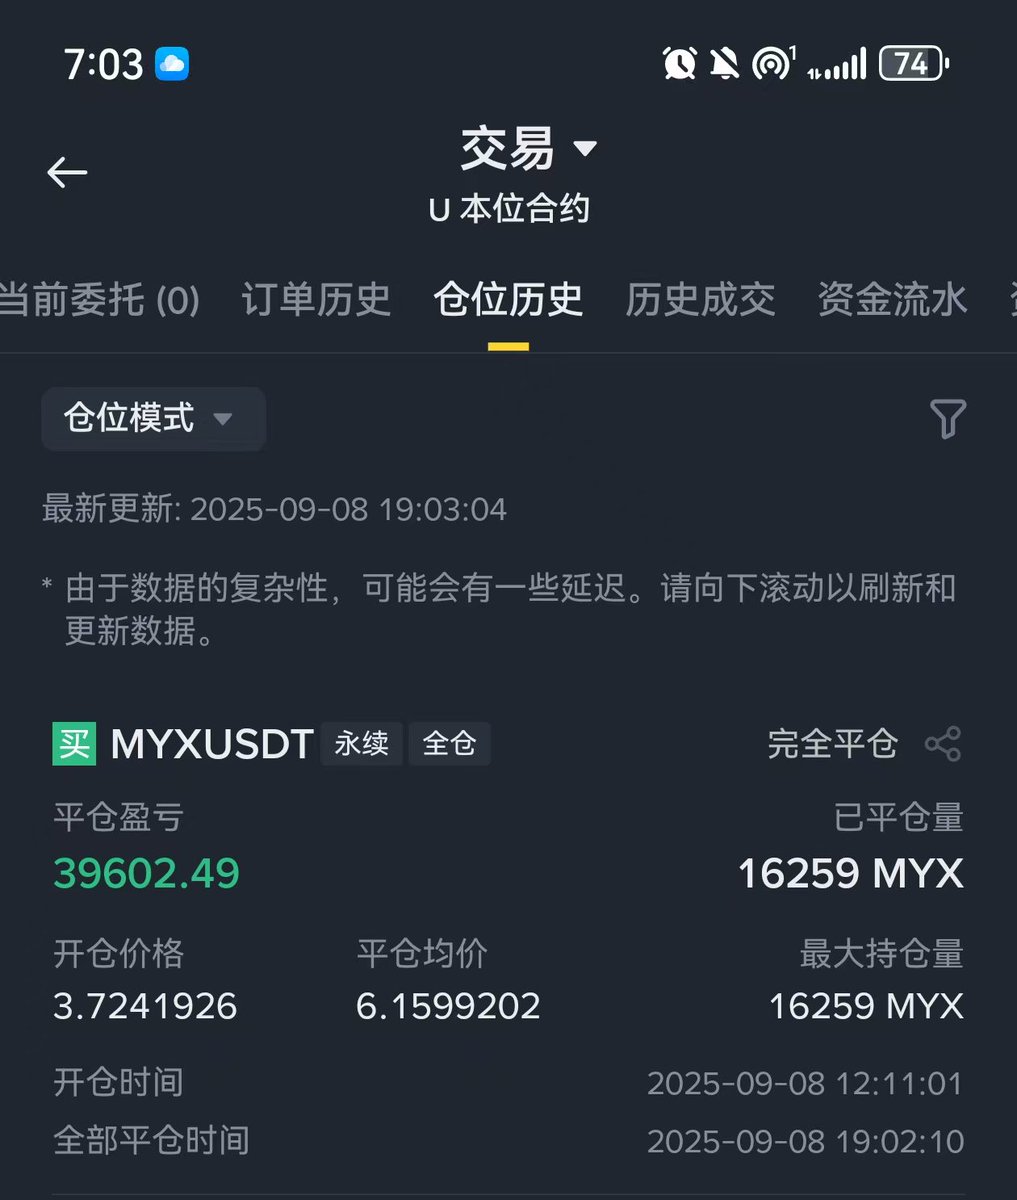 7:03
1
74
交易
U 本位合约
当前委托 (0) 订单历史 仓位历史 历史成交 资金流水
仓位模式
最新更新: 2025-09-08 19:03:04
* 由于数据的复杂性，可能会有一些延迟。请向下滚动以刷新和
更新数据。
买 MYXUSDT 永续 全仓 完全平仓
平仓盈亏 已平仓量
39602.49 16259 MYX
开仓价格 平仓均价 最大持仓量
3.7241926 6.1599202 16259 MYX
开仓时间 2025-09-08 12:11:01
全部平仓时间 2025-09-08 19:02:10